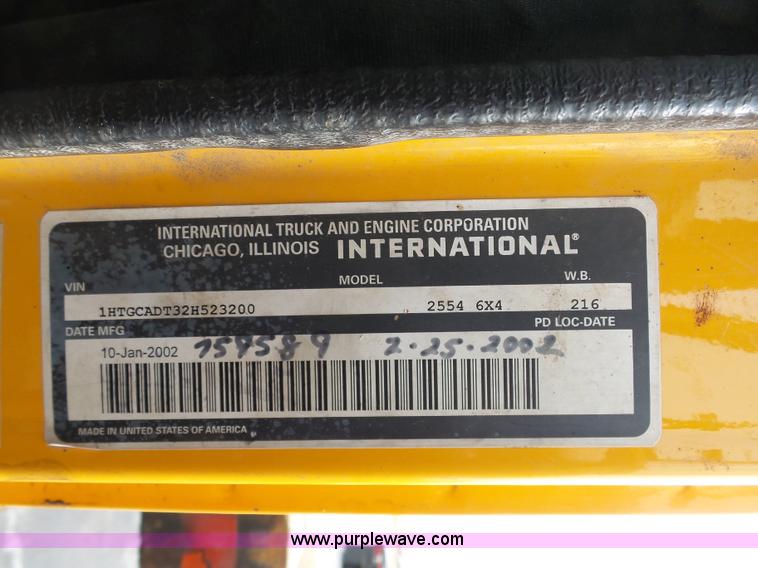 INTERNATIONAL TRUCK AND ENGINE CORPORATION
CHICAGO, ILLINOIS INTERNATIONAL®
VIN MODEL W.B.
1HTGCADT32H523200 2554 6X4 216
DATE MFG PD LOC-DATE
10-Jan-2002 759589 2-25-2002
MADE IN UNITED STATES OF AMERICA
www.purplewave.com